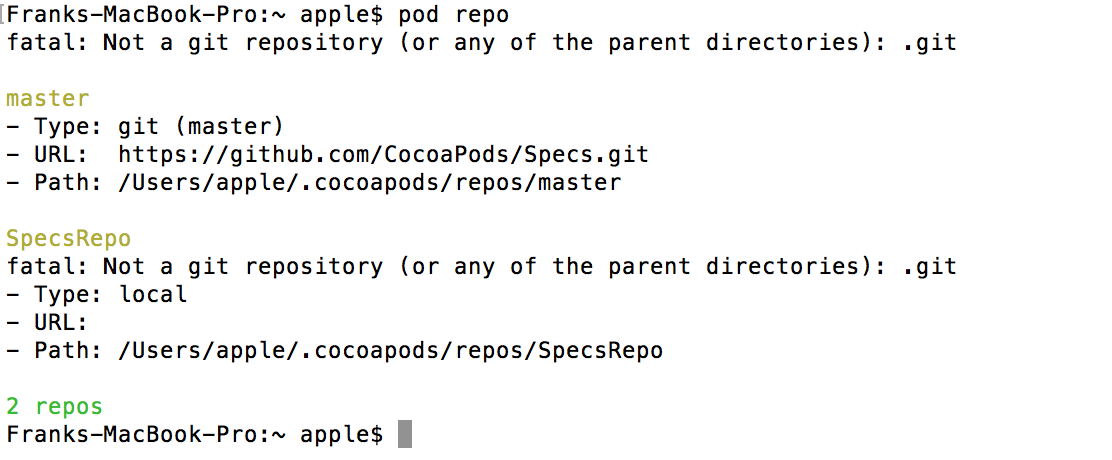 Franks-MacBook-Pro:~ apple$ pod repo
fatal: Not a git repository (or any of the parent directories): .git
master
- Type: git (master)
- URL:  https://github.com/CocoaPods/Specs.git
- Path: /Users/apple/.cocoapods/repos/master
SpecsRepo
fatal: Not a git repository (or any of the parent directories): .git
- Type: local
- URL:
- Path: /Users/apple/.cocoapods/repos/SpecsRepo
2 repos
Franks-MacBook-Pro:~ apple$